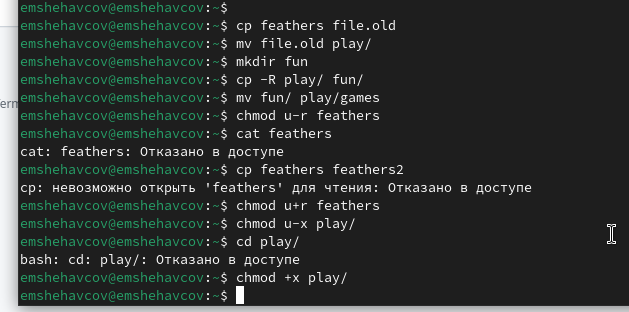 emshehavcov@emshehavcov:~$
emshehavcov@emshehavcov:~$ cp feathers file.old
emshehavcov@emshehavcov:~$ mv file.old play/
emshehavcov@emshehavcov:~$ mkdir fun
emshehavcov@emshehavcov:~$ cp -R play/ fun/
emshehavcov@emshehavcov:~$ mv fun/ play/games
emshehavcov@emshehavcov:~$ chmod u-r feathers
emshehavcov@emshehavcov:~$ cat feathers
cat: feathers: Отказано в доступе
emshehavcov@emshehavcov:~$ cp feathers feathers2
cp: невозможно открыть 'feathers' для чтения: Отказано в доступе
emshehavcov@emshehavcov:~$ chmod u+r feathers
emshehavcov@emshehavcov:~$ chmod u-x play/
emshehavcov@emshehavcov:~$ cd play/
bash: cd: play/: Отказано в доступе
emshehavcov@emshehavcov:~$ chmod +x play/
emshehavcov@emshehavcov:~$